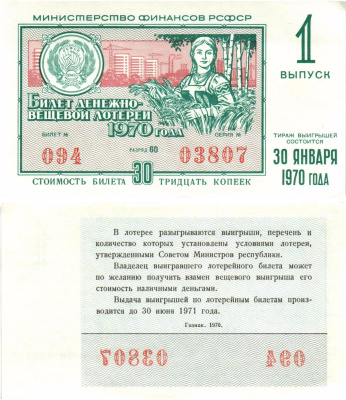 МИНИСТЕРСТВО ФИНАНСОВ РСФСР
1
ВЫПУСК
БИЛЕТ ДЕНЕЖНО-
ВЕЩЕВОЙ ЛОТЕРЕИ
1970 ГОДА
БИЛЕТ № СЕРИЯ №
094 РАЗРЯД 60 03807
СТОИМОСТЬ БИЛЕТА 30 ТРИДЦАТЬ КОПЕЕК
ТИРАЖ ВЫИГРЫШЕЙ
СОСТОИТСЯ
30 ЯНВАРЯ
1970 ГОДА
В лотерее разыгрываются выигрыши, перечень и
количество которых установлены условиями лотереи,
утвержденными Советом Министров республики.
Владелец выигравшего лотерейного билета может
по желанию получить взамен вещевого выигрыша его
стоимость наличными деньгами.
Выдача выигрышей по лотерейным билетам произ-
водится до 30 июня 1971 года.
Гознак. 1970.
03807 094